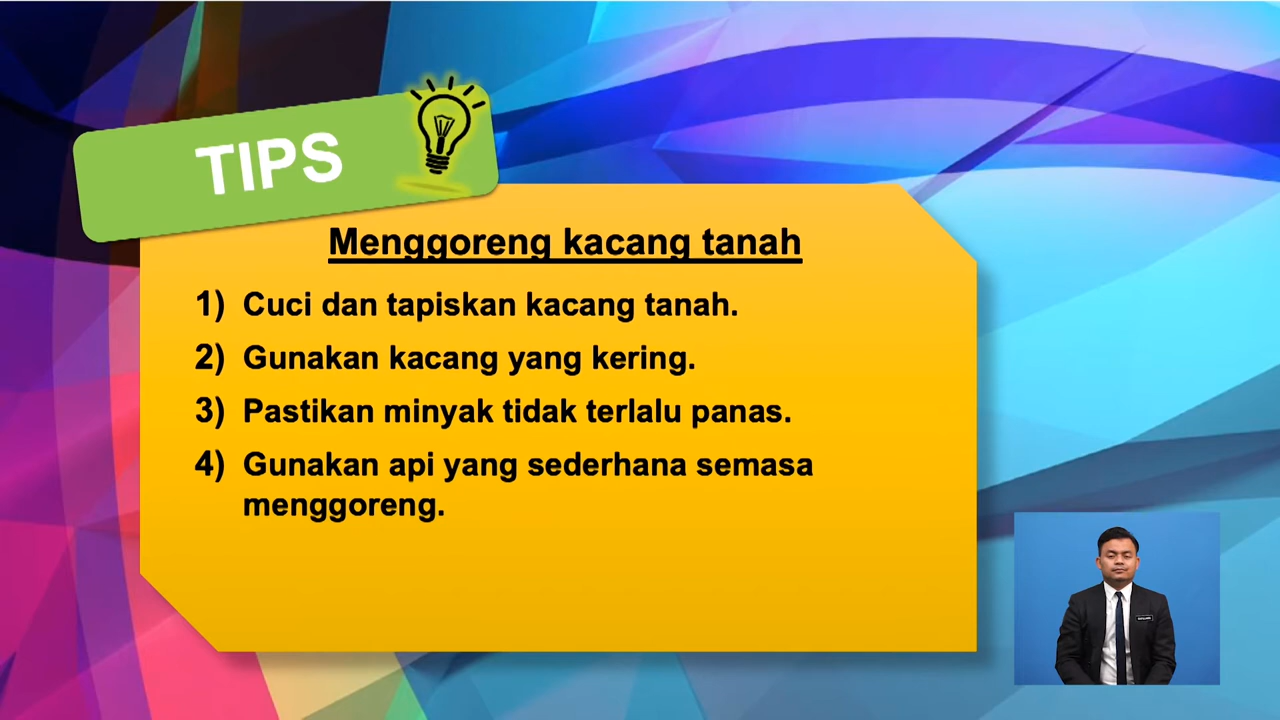 TIPS
Menggoreng kacang tanah
1) Cuci dan tapiskan kacang tanah.
2) Gunakan kacang yang kering.
3) Pastikan minyak tidak terlalu panas.
4) Gunakan api yang sederhana semasa
menggoreng.